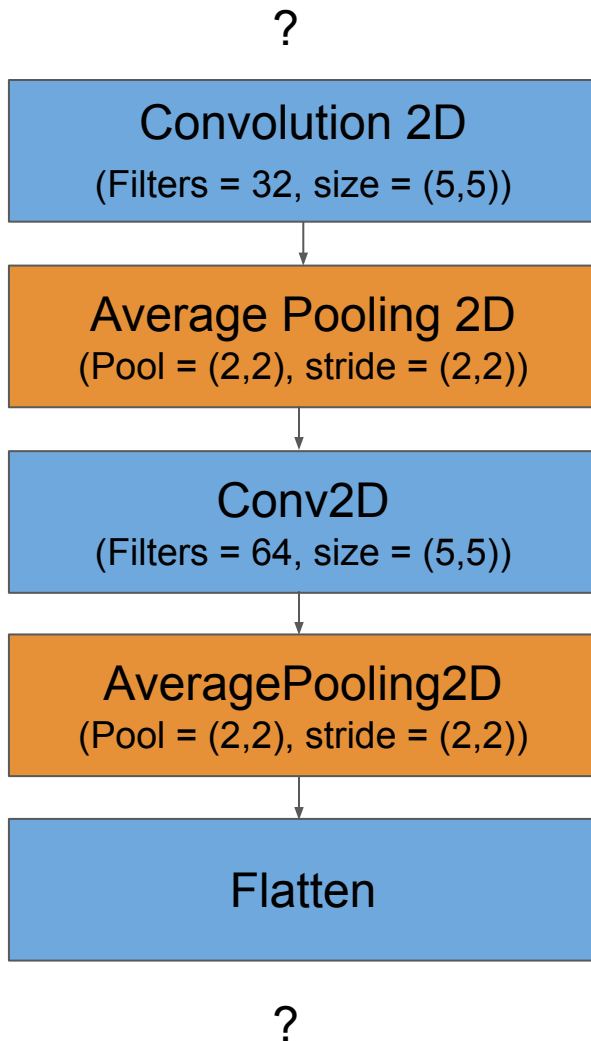 ?
Convolution 2D
(Filters = 32, size = (5,5))
Average Pooling 2D
(Pool = (2,2), stride = (2,2))
Conv2D
(Filters = 64, size = (5,5))
AveragePooling2D
(Pool = (2,2), stride = (2,2))
Flatten
?